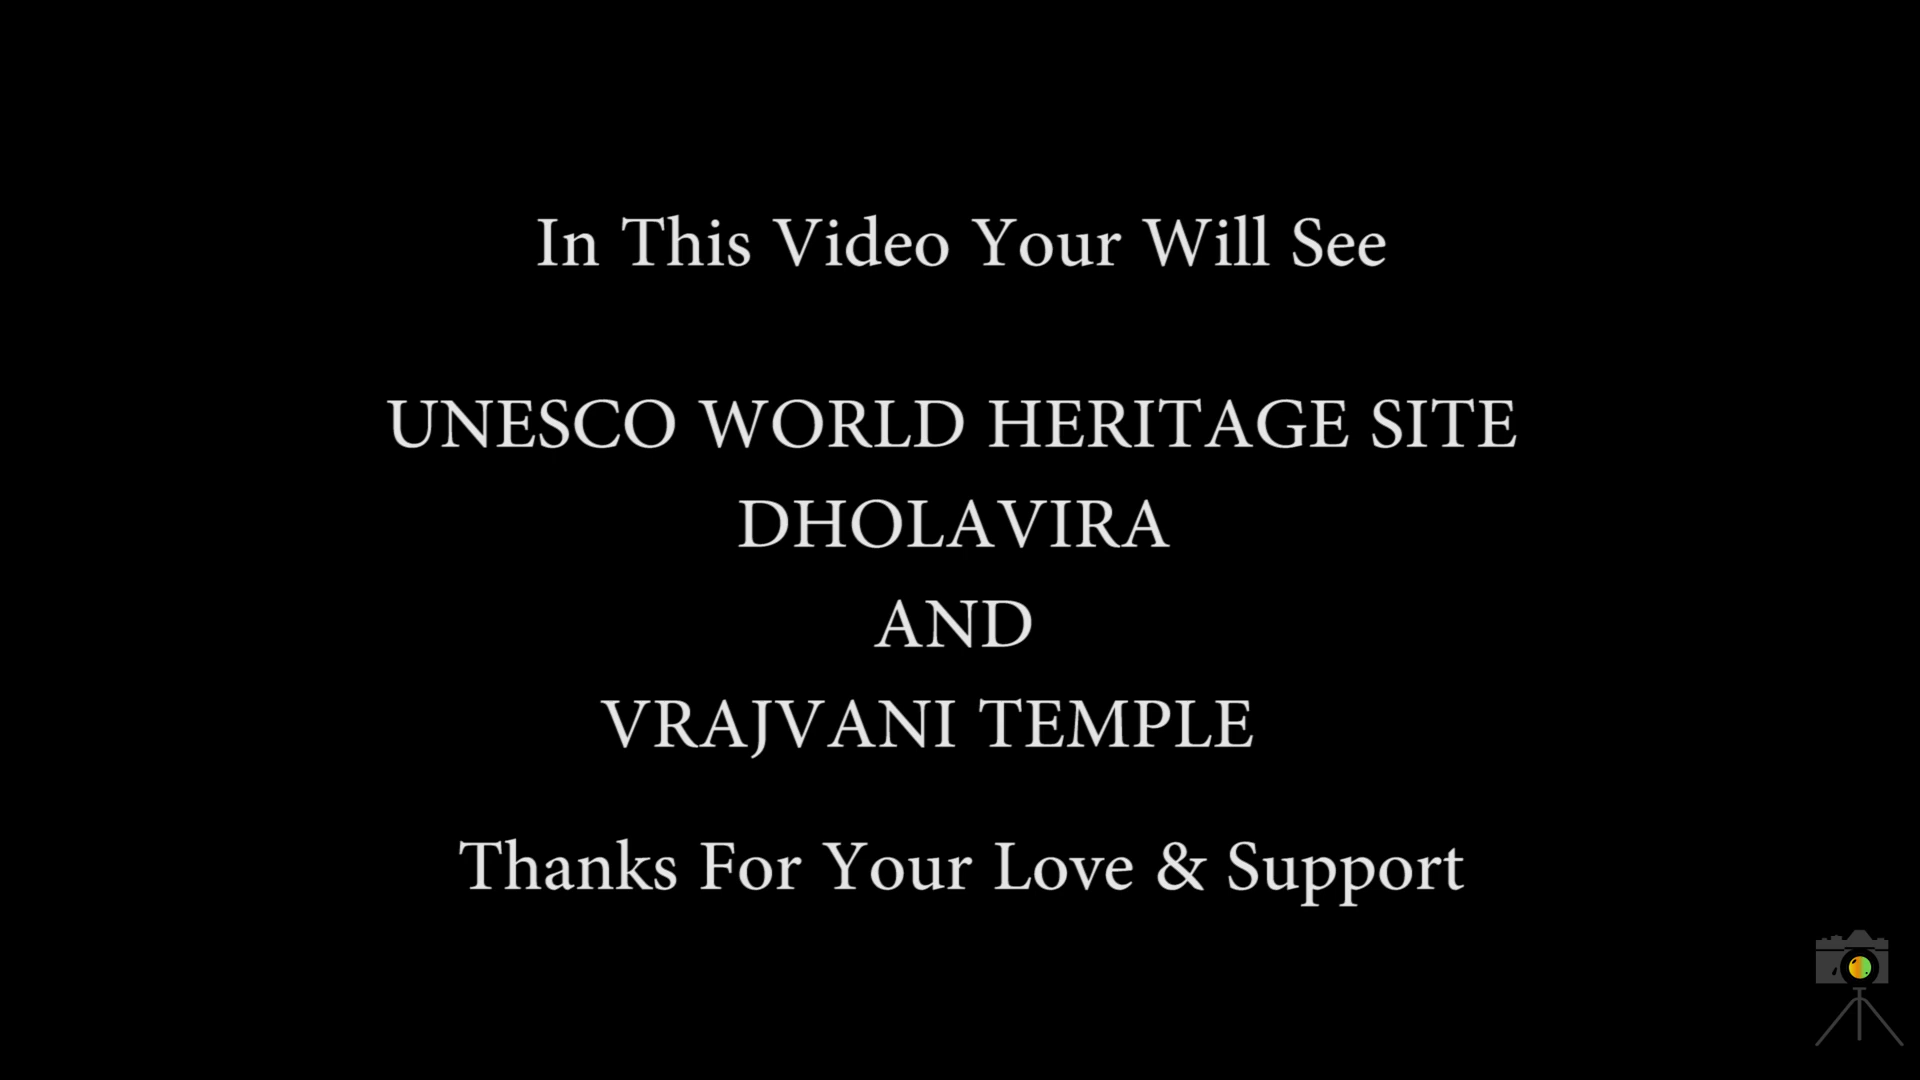 In This Video Your Will See
UNESCO WORLD HERITAGE SITE
DHOLAVIRA
AND
VRAJVANI TEMPLE
Thanks For Your Love & Support